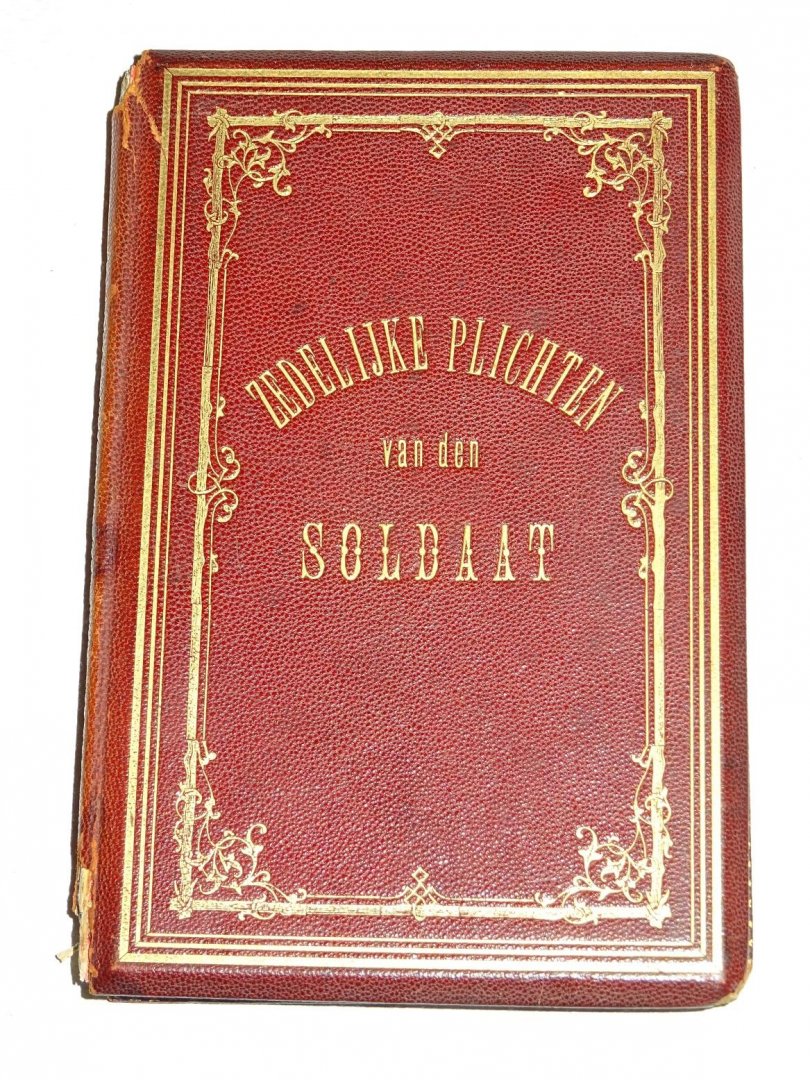 ZEDELIJKE PLICHTEN
van den
SOLDAAT